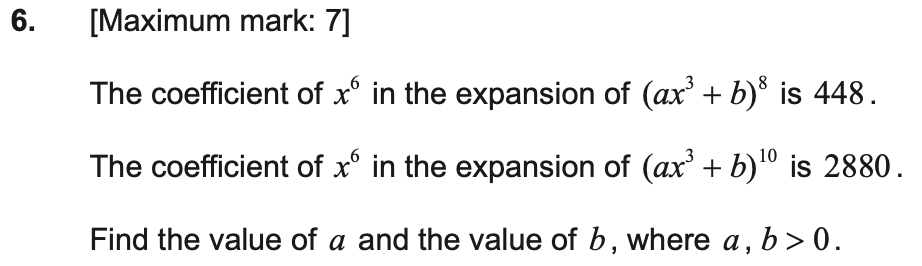 6. [Maximum mark: 7]
The coefficient of x⁶ in the expansion of (ax³ + b)⁸ is 448.
The coefficient of x⁶ in the expansion of (ax³ + b)¹⁰ is 2880.
Find the value of a and the value of b, where a, b > 0.